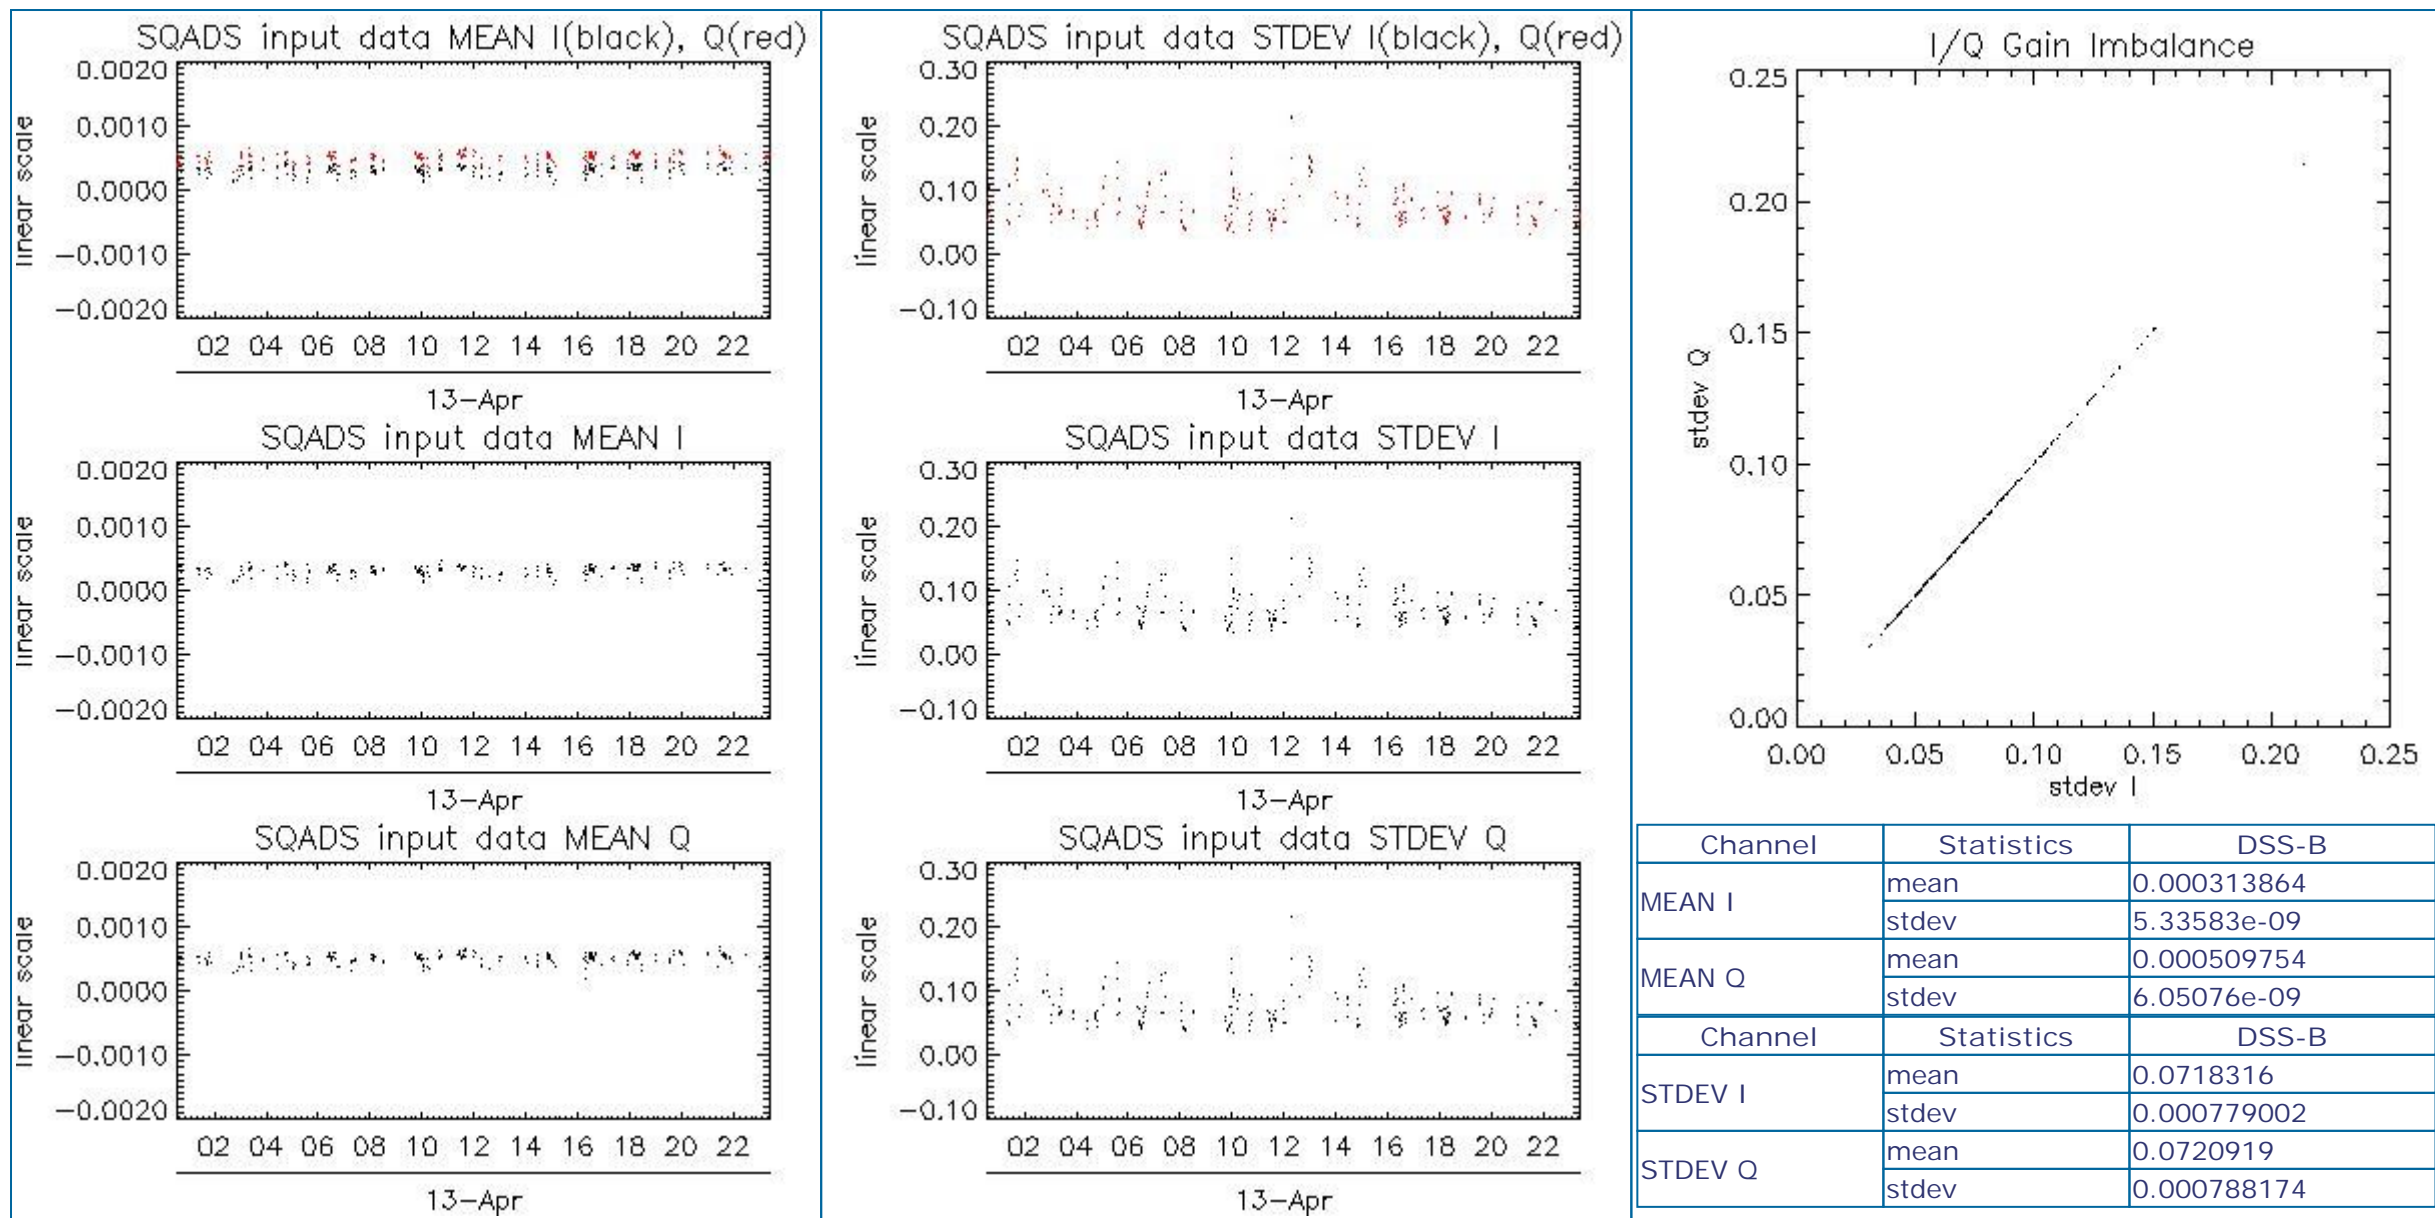 SQADS input data MEAN I(black), Q(red)
linear scale
0.0020
0.0010
0.0000
−0.0010
−0.0020
02 04 06 08 10 12 14 16 18 20 22
13−Apr
SQADS input data MEAN I
linear scale
0.0020
0.0010
0.0000
−0.0010
−0.0020
02 04 06 08 10 12 14 16 18 20 22
13−Apr
SQADS input data MEAN Q
linear scale
0.0020
0.0010
0.0000
−0.0010
−0.0020
02 04 06 08 10 12 14 16 18 20 22
13−Apr
SQADS input data STDEV I(black), Q(red)
linear scale
0.30
0.20
0.10
0.00
−0.10
02 04 06 08 10 12 14 16 18 20 22
13−Apr
SQADS input data STDEV I
linear scale
0.30
0.20
0.10
0.00
−0.10
02 04 06 08 10 12 14 16 18 20 22
13−Apr
SQADS input data STDEV Q
linear scale
0.30
0.20
0.10
0.00
−0.10
02 04 06 08 10 12 14 16 18 20 22
13−Apr
I/Q Gain Imbalance
stdev Q
0.25
0.20
0.15
0.10
0.05
0.00
0.00 0.05 0.10 0.15 0.20 0.25
stdev I
Channel Statistics DSS-B
MEAN I
mean 0.000313864
stdev 5.33583e-09
MEAN Q
mean 0.000509754
stdev 6.05076e-09
Channel Statistics DSS-B
STDEV I
mean 0.0718316
stdev 0.000779002
STDEV Q
mean 0.0720919
stdev 0.000788174